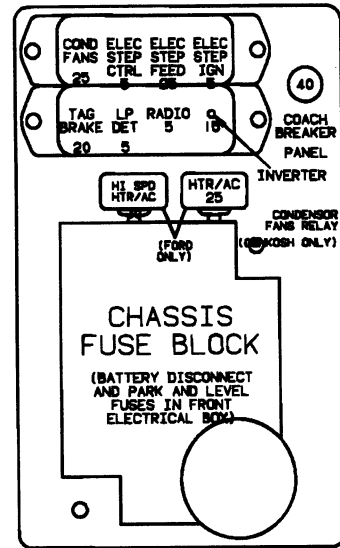 COND ELEC ELEC ELEC
FANS STEP STEP STEP
CTRL FEED IGN
25 5 5
TAG LP RADIO
BRAKE DET 5 15
20 5
40
COACH
BREAKER
PANEL
INVERTER
HI SPD
HTR/AC
HTR/AC
25
(FORD
ONLY)
CONDENSOR
FANS RELAY
(OSHKOSH ONLY)
CHASSIS
FUSE BLOCK
(BATTERY DISCONNECT
AND PARK AND LEVEL
FUSES IN FRONT
ELECTRICAL BOX)